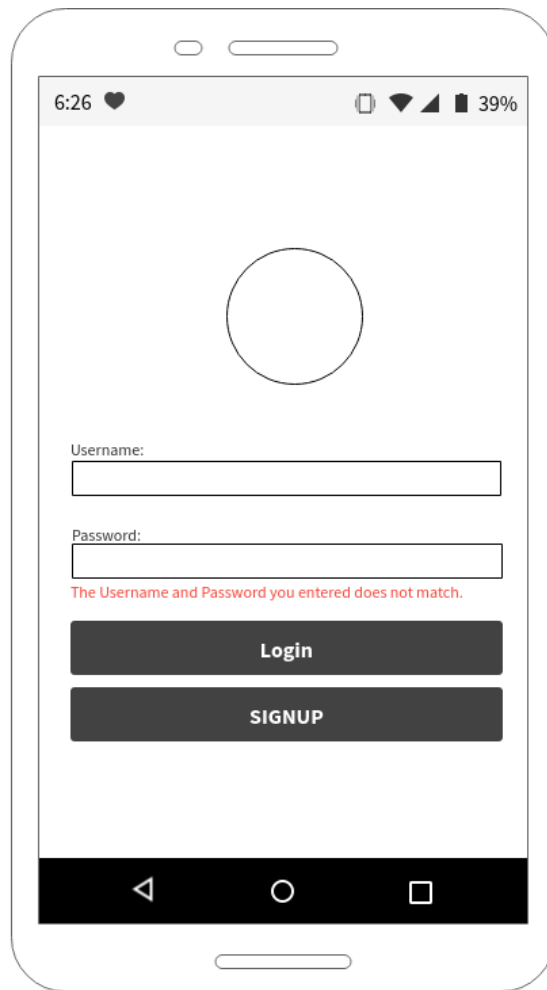 6:26 39%
Username:
Password:
The Username and Password you entered does not match.
Login
SIGNUP